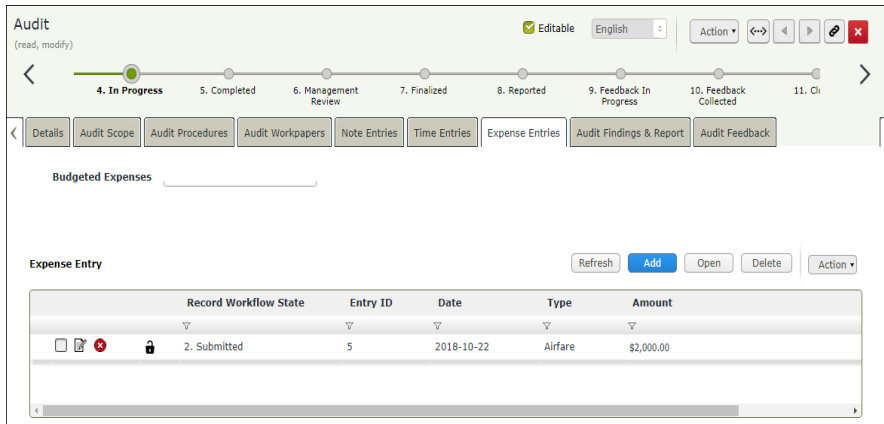 Audit
(read, modify)
Editable
English
Action
4. In Progress
5. Completed
6. Management
Review
7. Finalized
8. Reported
9. Feedback In
Progress
10. Feedback
Collected
11.
Details
Audit Scope
Audit Procedures
Audit Workpapers
Note Entries
Time Entries
Expense Entries
Audit Findings & Report
Audit Feedback
Budgeted Expenses
Expense Entry
Refresh
Add
Open
Delete
Action
Record Workflow State
Entry ID
Date
Type
Amount
2. Submitted
5
2018-10-22
Airfare
$2,000.00